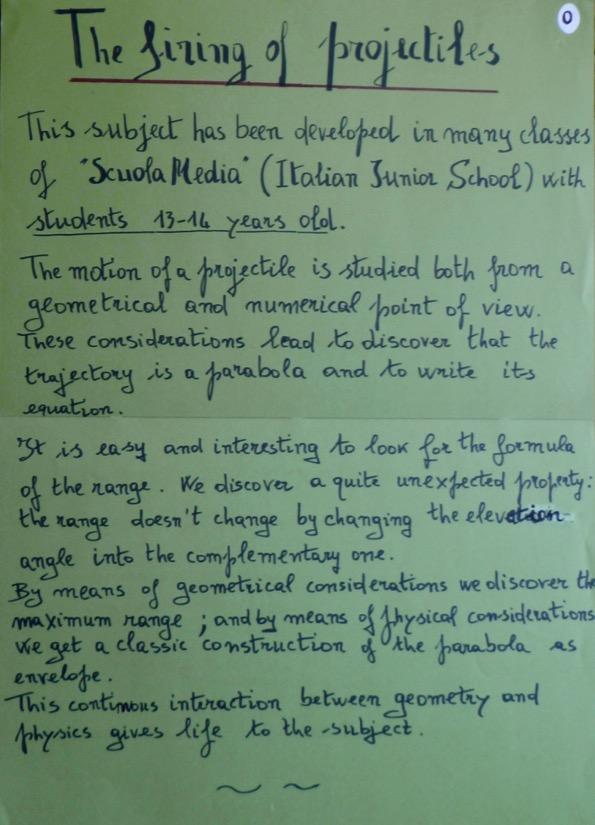 0
The firing of projectiles
This subject has been developed in many classes
of "Scuola Media" (Italian Junior School) with
students 13-14 years old.
The motion of a projectile is studied both from a
geometrical and numerical point of view.
These considerations lead to discover that the
trajectory is a parabola and to write its
equation.
It is easy and interesting to look for the formula
of the range. We discover a quite unexpected property:
the range doesn't change by changing the elevation
angle into the complementary one.
By means of geometrical considerations we discover the
maximum range; and by means of physical considerations
we get a classic construction of the parabola as
envelope.
This continous interaction between geometry and
physics gives life to the subject.